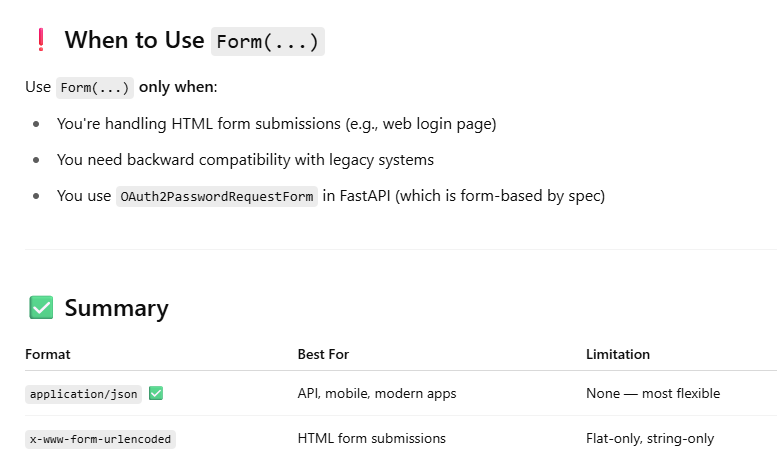 ❗ When to Use Form(...)
Use Form(...) only when:
• You're handling HTML form submissions (e.g., web login page)
• You need backward compatibility with legacy systems
• You use OAuth2PasswordRequestForm in FastAPI (which is form-based by spec)
✅ Summary
Format Best For Limitation
application/json ✅ API, mobile, modern apps None — most flexible
x-www-form-urlencoded HTML form submissions Flat-only, string-only